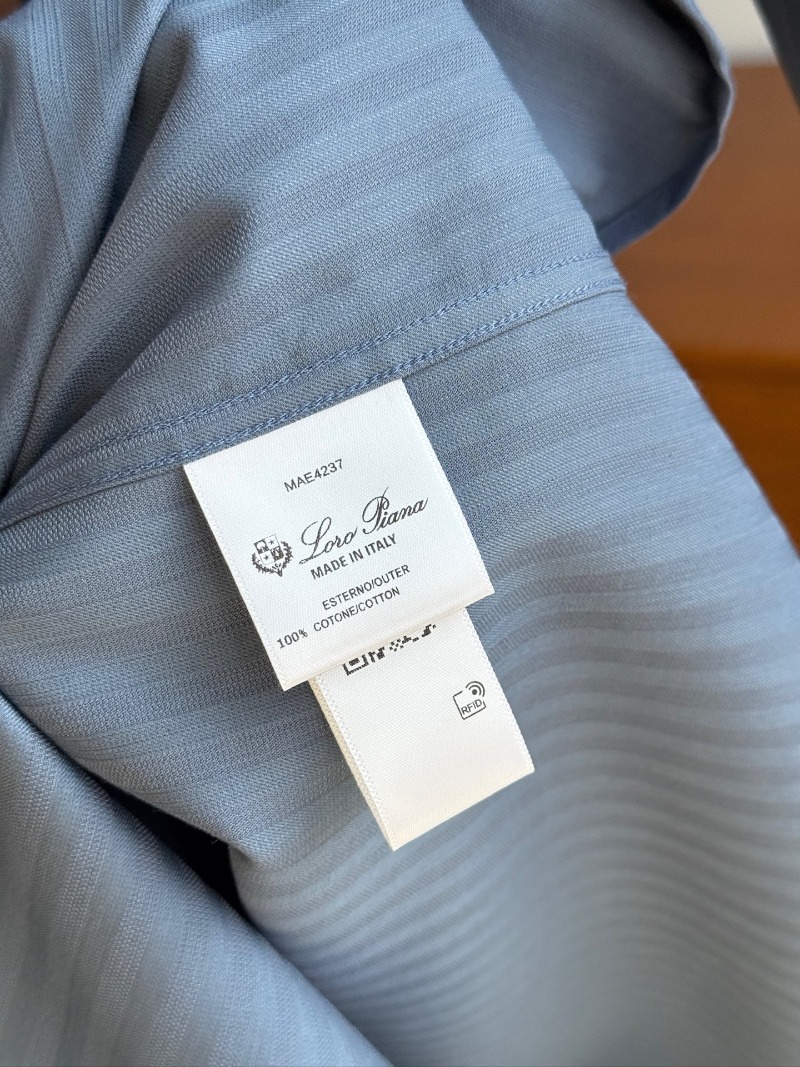 MAE4237
Loro Piana
MADE IN ITALY
ESTERNO/OUTER
100% COTONE/COTTON
RFID